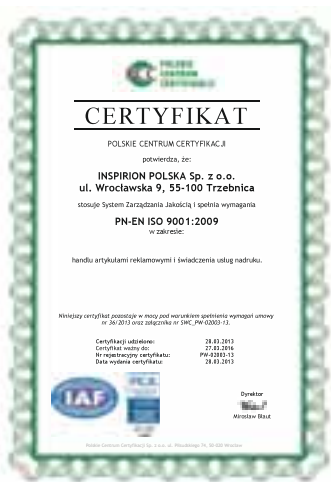 POLSKIE
CENTRUM
CERTYFIKACJI
CERTYFIKAT
POLSKIE CENTRUM CERTYFIKACJI
potwierdza, że:
INSPIRION POLSKA Sp. z o.o.
ul. Wrocławska 9, 55-100 Trzebnica
stosuje System Zarządzania Jakością i spełnia wymagania
PN-EN ISO 9001:2009
w zakresie:
handlu artykułami reklamowymi i świadczenia usług nadruku.
Niniejszy certyfikat pozostaje w mocy pod warunkiem spełnienia wymagań umowy
nr 36/2013 oraz załącznika nr SWC_PW-02003-13.
Certyfikacji udzielono: 28.03.2013
Certyfikat ważny do: 27.03.2016
Nr rejestracyjny certyfikatu: PW-02003-13
Data wydania certyfikatu: 28.03.2013
IAF
Dyrektor
Mirosław Błaut